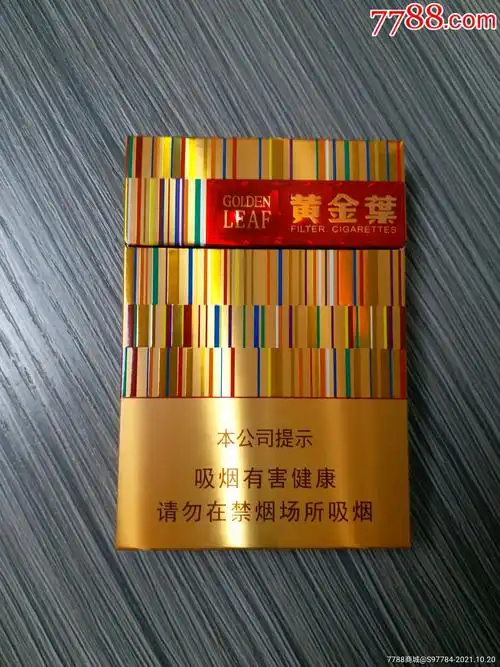 7788.com
GOLDEN
LEAF
黄金葉
FILTER CIGARETTES
本公司提示
吸烟有害健康
请勿在禁烟场所吸烟
7788商城@S97784-2021.10.20